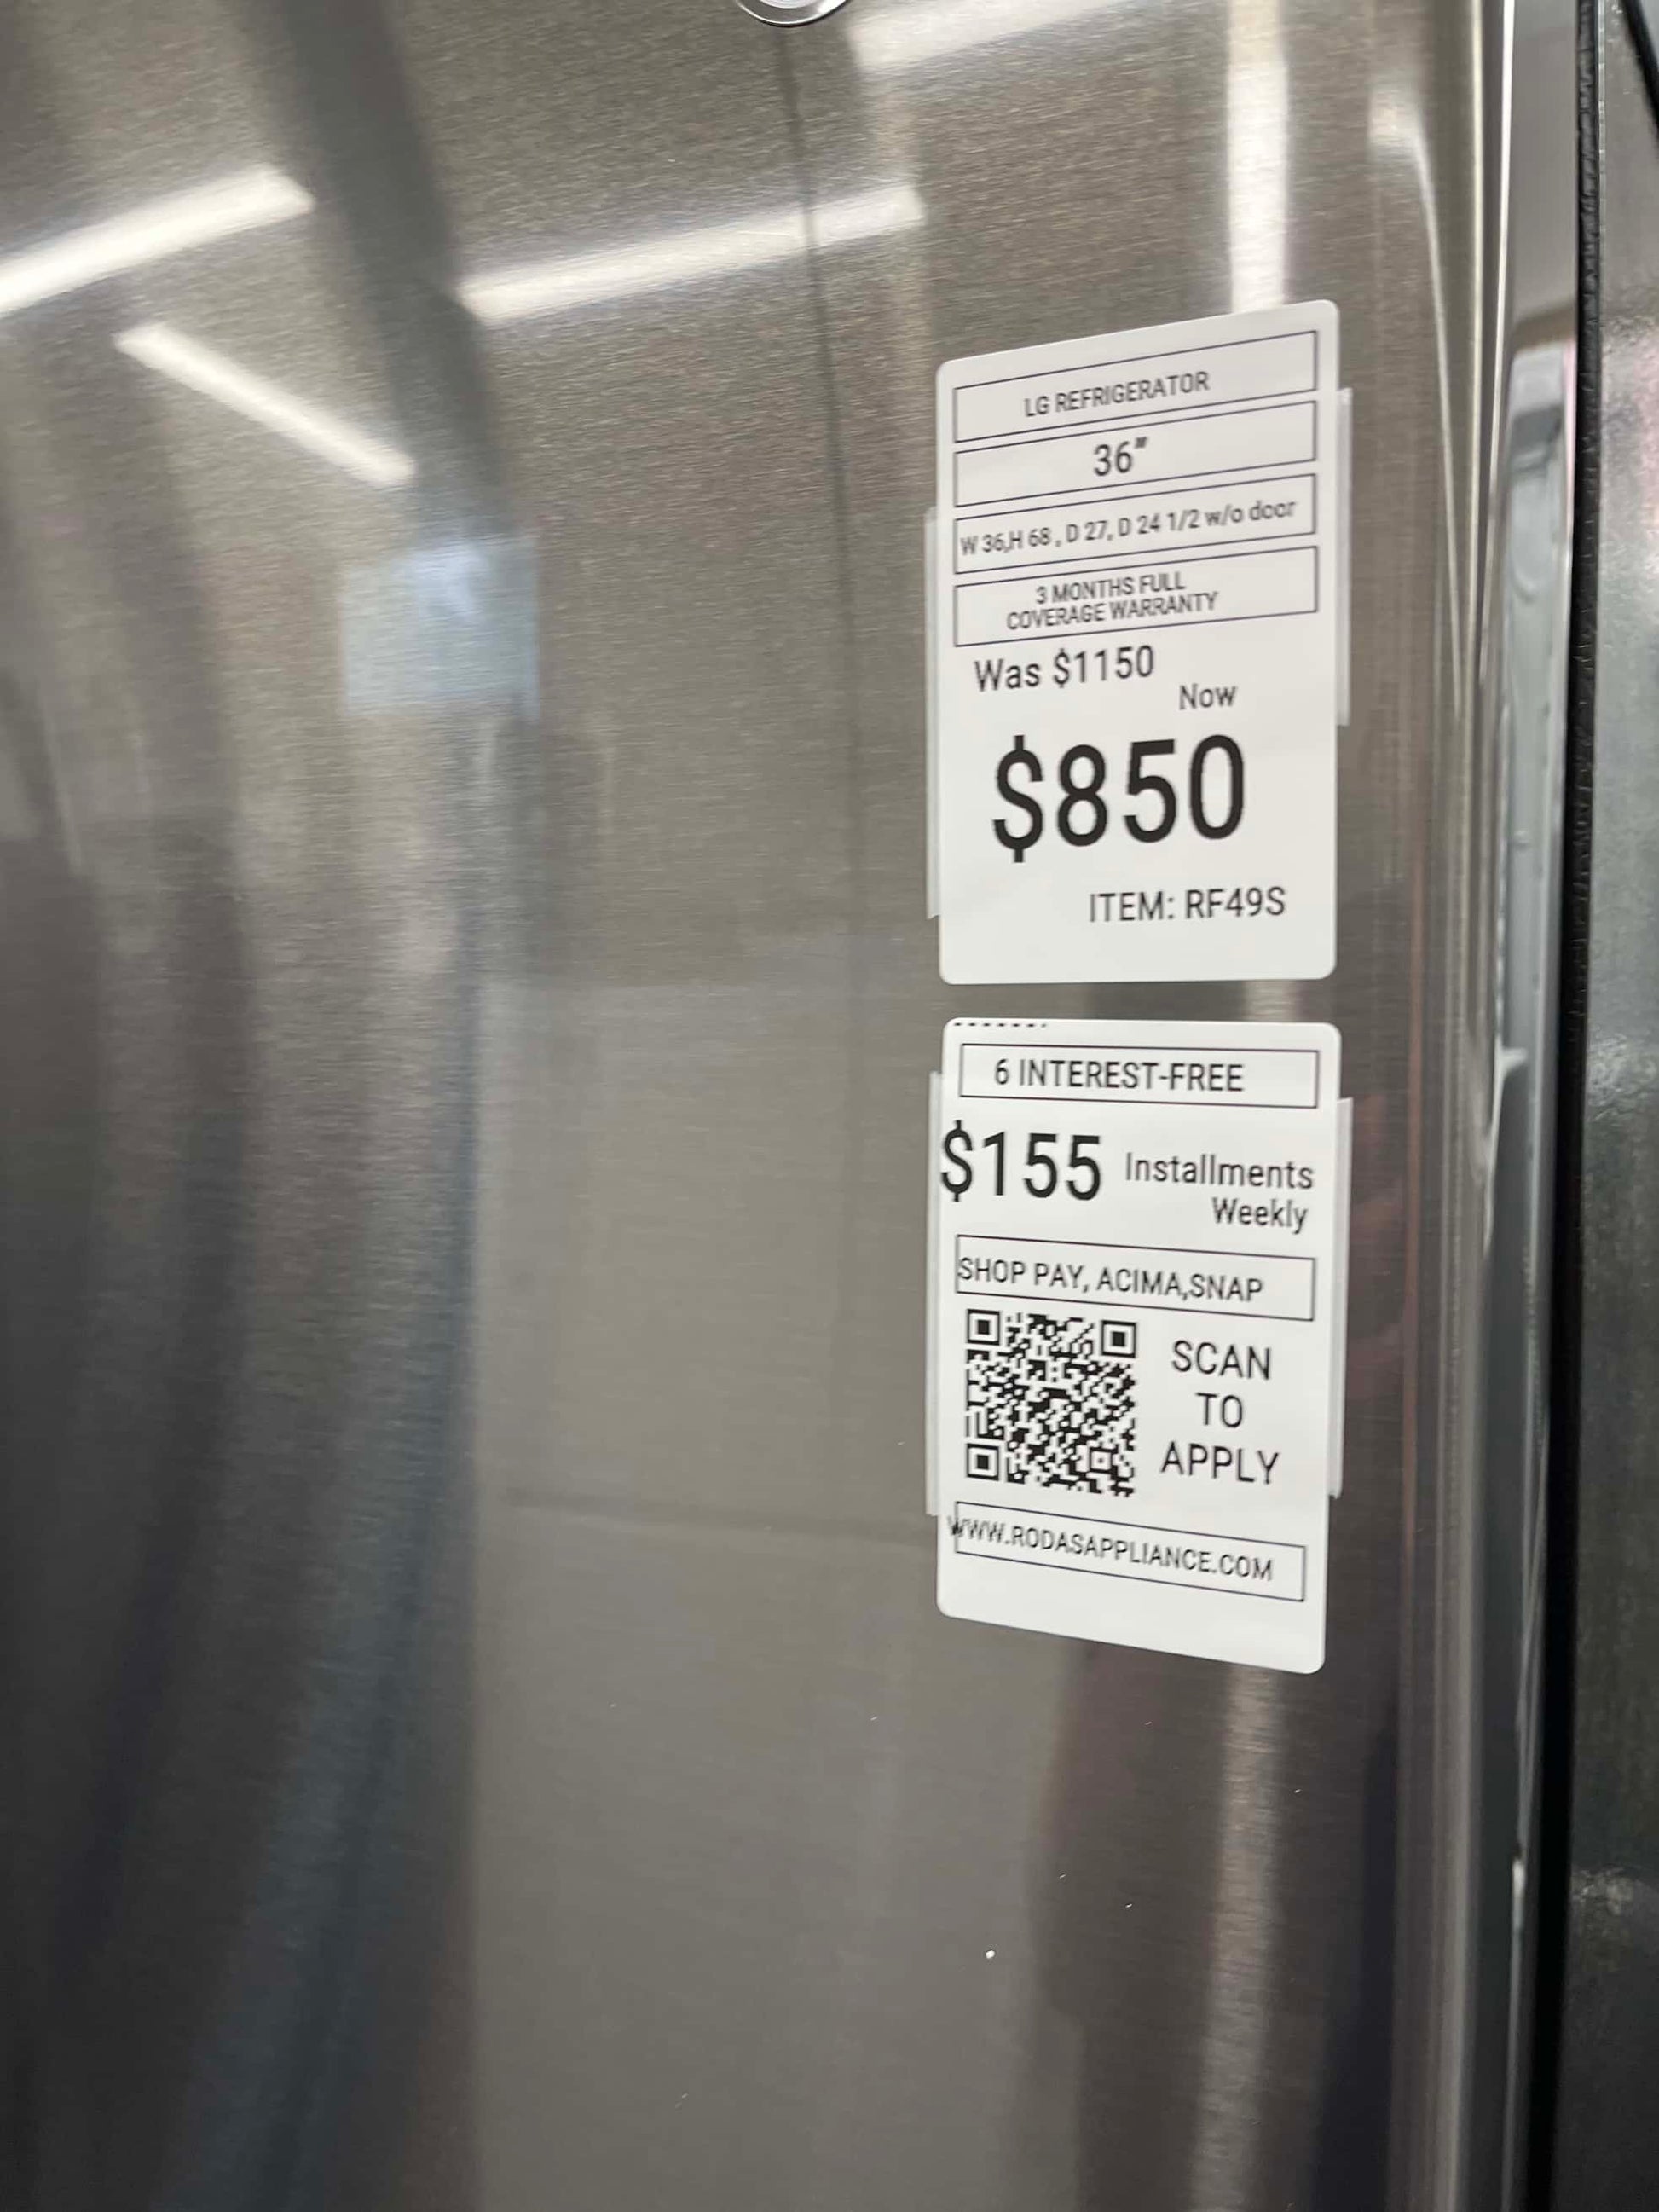 LG REFRIGERATOR
36"
W 36,H 68 , D 27, D 24 1/2 w/o door
3 MONTHS FULL
COVERAGE WARRANTY
Was $1150
Now
$850
ITEM: RF49S
6 INTEREST-FREE
$155 Installments
Weekly
SHOP PAY, ACIMA,SNAP
SCAN
TO
APPLY
WWW.RODASAPPLIANCE.COM